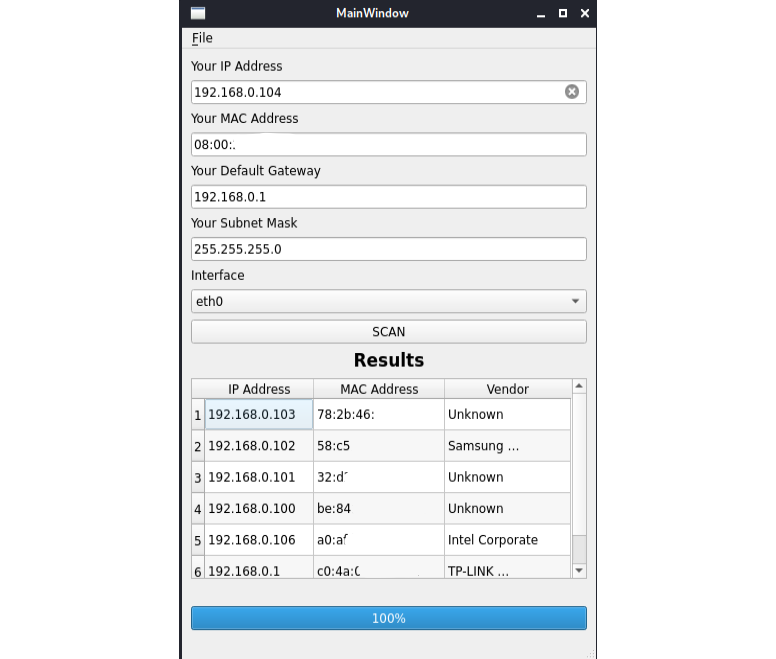 MainWindow
File
Your IP Address
192.168.0.104
Your MAC Address
08:00:.
Your Default Gateway
192.168.0.1
Your Subnet Mask
255.255.255.0
Interface
eth0
SCAN
Results
IP Address MAC Address Vendor
1 192.168.0.103 78:2b:46: Unknown
2 192.168.0.102 58:c5 Samsung ...
3 192.168.0.101 32:d Unknown
4 192.168.0.100 be:84 Unknown
5 192.168.0.106 a0:af Intel Corporate
6 192.168.0.1 c0:4a: TP-LINK ...
100%